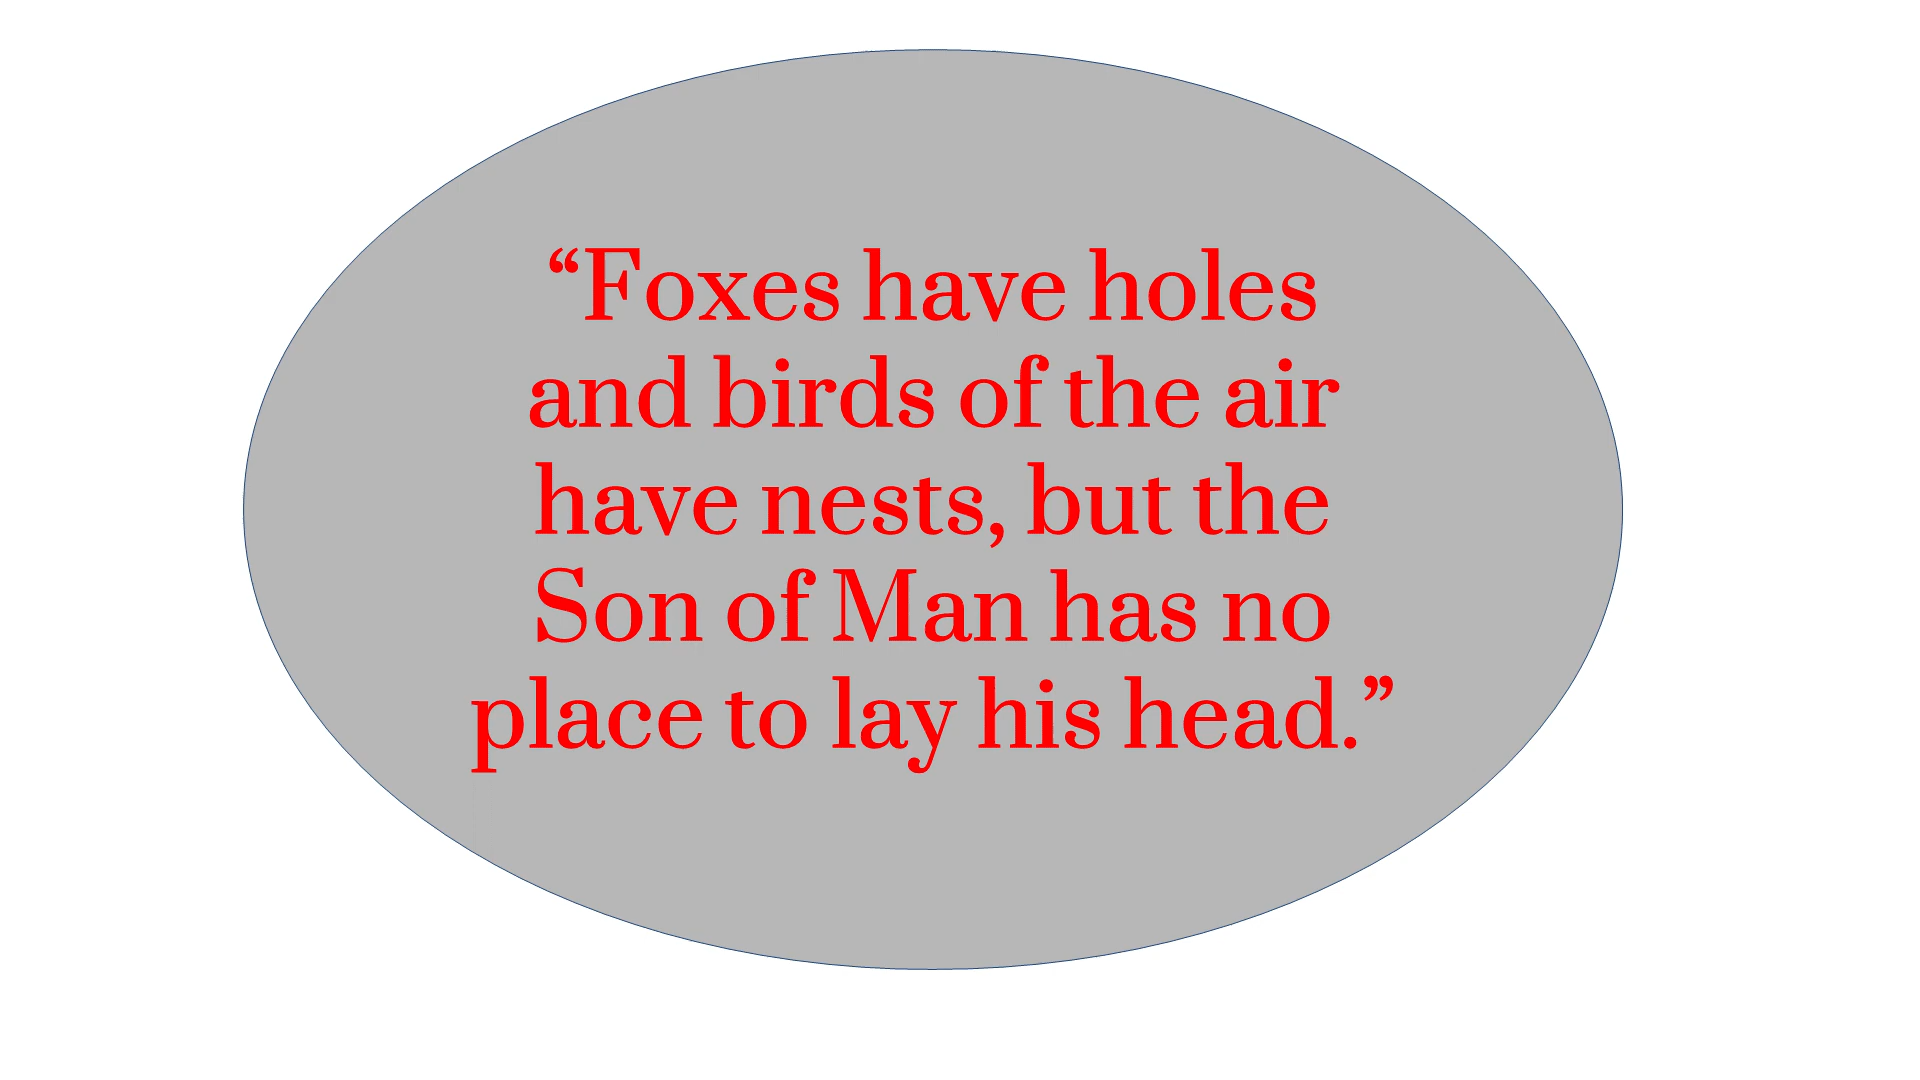 “Foxes have holes
and birds of the air
have nests, but the
Son of Man has no
place to lay his head.”